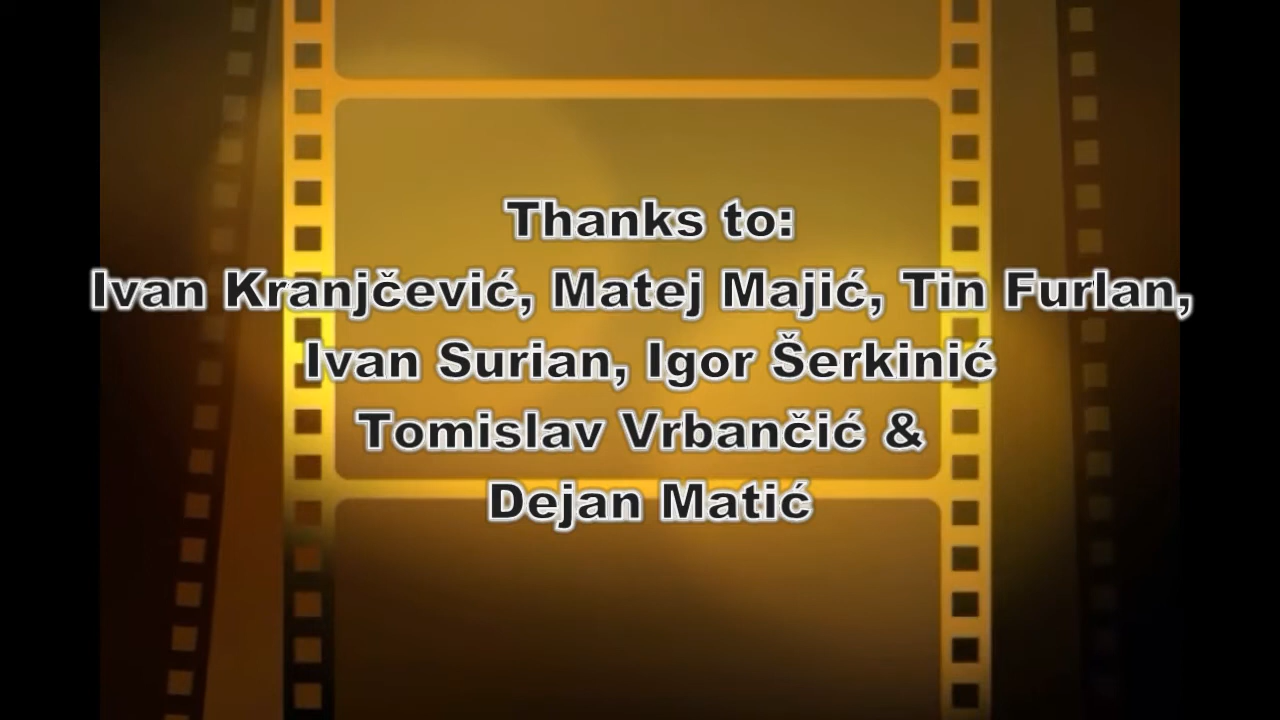 Thanks to:
Ivan Kranjčević, Matej Majić, Tin Furlan,
Ivan Surian, Igor Šerkinić
Tomislav Vrbančić &
Dejan Matić